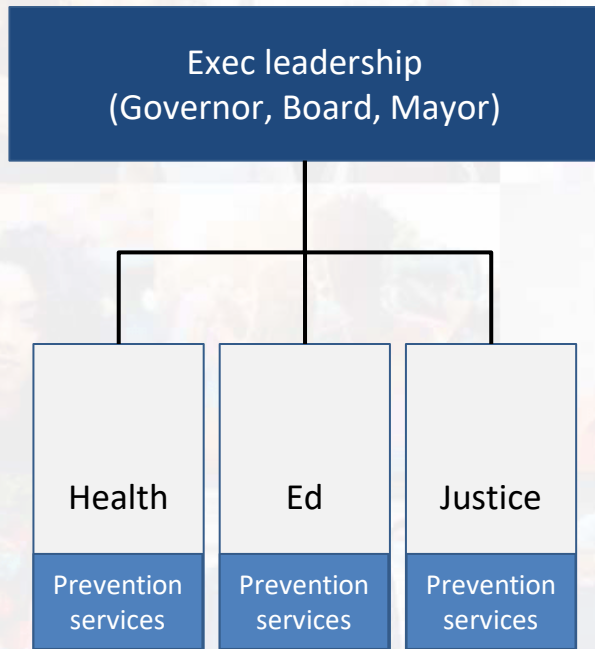 Exec leadership
(Governor, Board, Mayor)
Health
Ed
Justice
Prevention
services
Prevention
services
Prevention
services